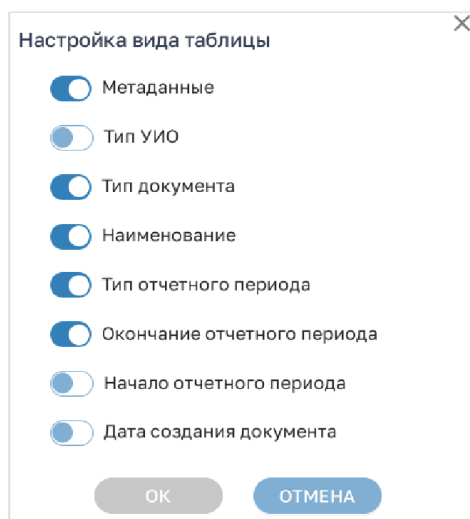 Настройка вида таблицы
Метаданные
Тип УИО
Тип документа
Наименование
Тип отчетного периода
Окончание отчетного периода
Начало отчетного периода
Дата создания документа
ОК
ОТМЕНА